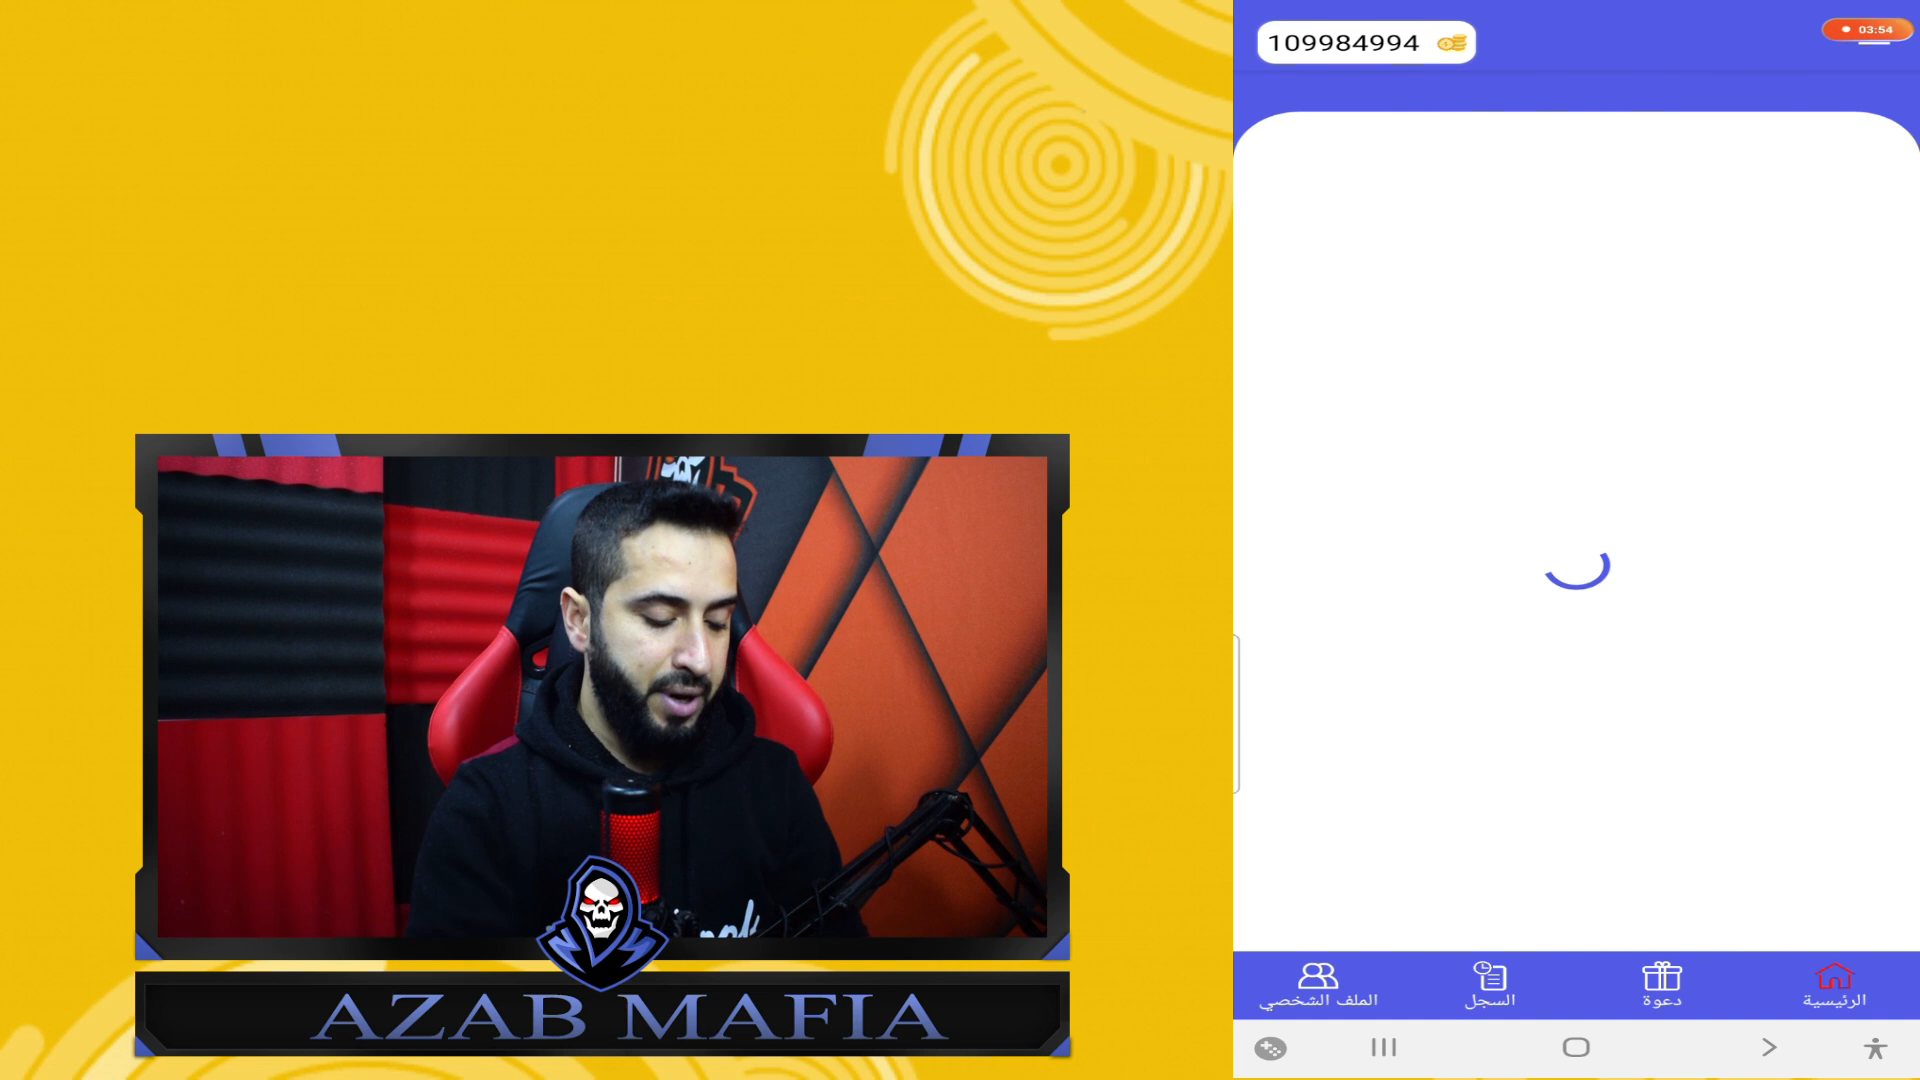 109984994
03:54
AZAB MAFIA
الرئيسية
دعوة
السجل
الملف الشخصي